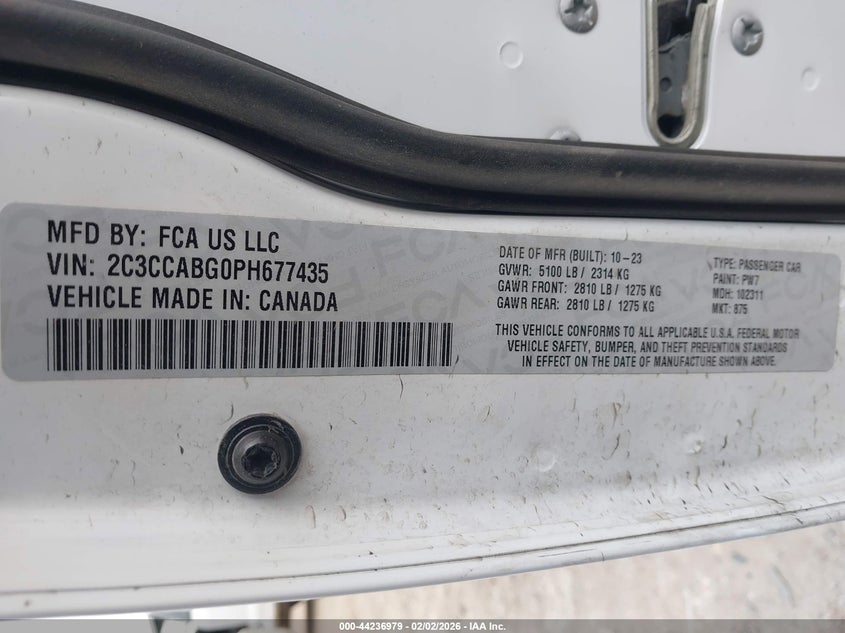 MFD BY: FCA US LLC
VIN: 2C3CCABG0PH677435
VEHICLE MADE IN: CANADA
DATE OF MFR (BUILT): 10-23
GVWR: 5100 LB / 2314 KG
GAWR FRONT: 2810 LB / 1275 KG
GAWR REAR: 2810 LB / 1275 KG
TYPE: PASSENGER CAR
PAINT: PW7
MDH: 102311
MKT: 875
THIS VEHICLE CONFORMS TO ALL APPLICABLE U.S.A. FEDERAL MOTOR
VEHICLE SAFETY, BUMPER, AND THEFT PREVENTION STANDARDS
IN EFFECT ON THE DATE OF MANUFACTURE SHOWN ABOVE.
000-44236979 - 02/02/2026 - IAA Inc.